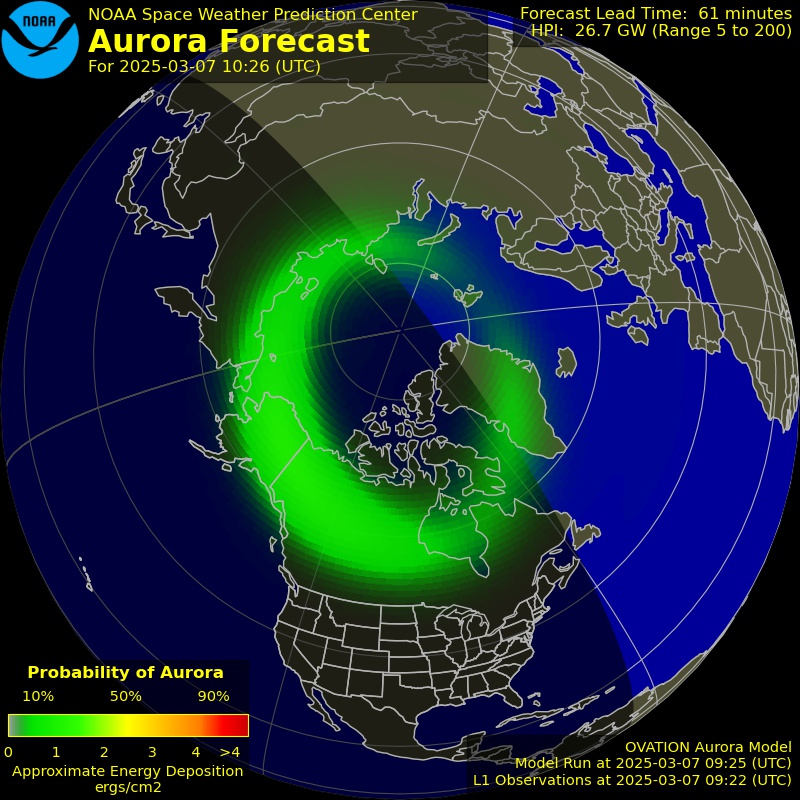 NOAA
NOAA Space Weather Prediction Center
Aurora Forecast
For 2025-03-07 10:26 (UTC)
Forecast Lead Time: 61 minutes
HPI: 26.7 GW (Range 5 to 200)
Probability of Aurora
10% 50% 90%
0 1 2 3 4 >4
Approximate Energy Deposition
ergs/cm2
OVATION Aurora Model
Model Run at 2025-03-07 09:25 (UTC)
L1 Observations at 2025-03-07 09:22 (UTC)